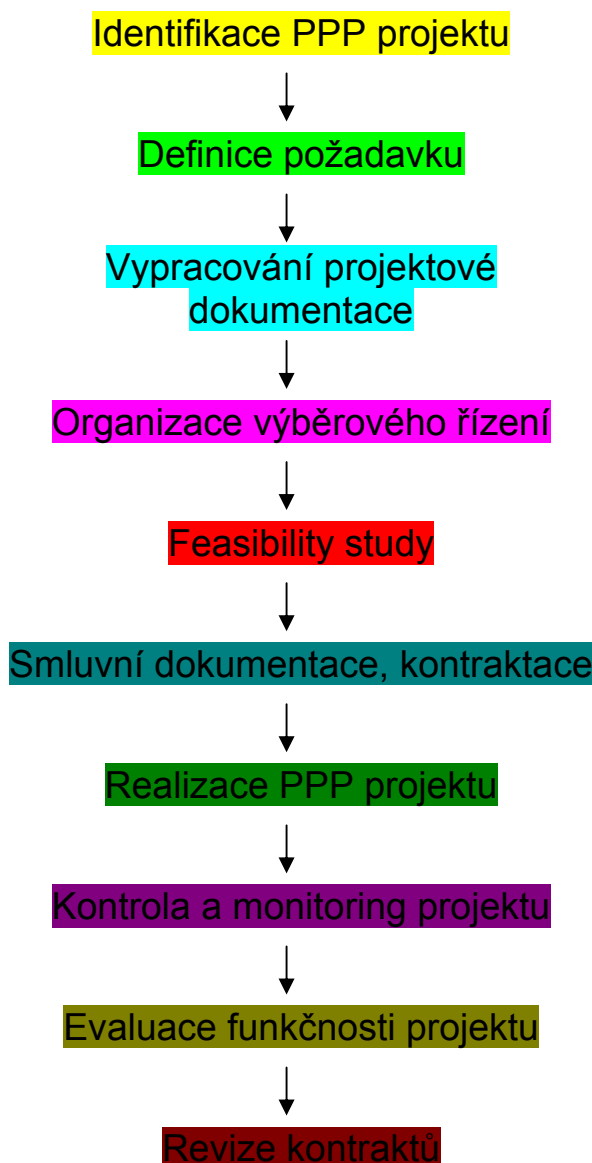 Identifikace PPP projektu
Definice požadavku
Vypracování projektové
dokumentace
Organizace výběrového řízení
Feasibility study
Smluvní dokumentace, kontraktace
Realizace PPP projektu
Kontrola a monitoring projektu
Evaluace funkčnosti projektu
Revize kontraktů